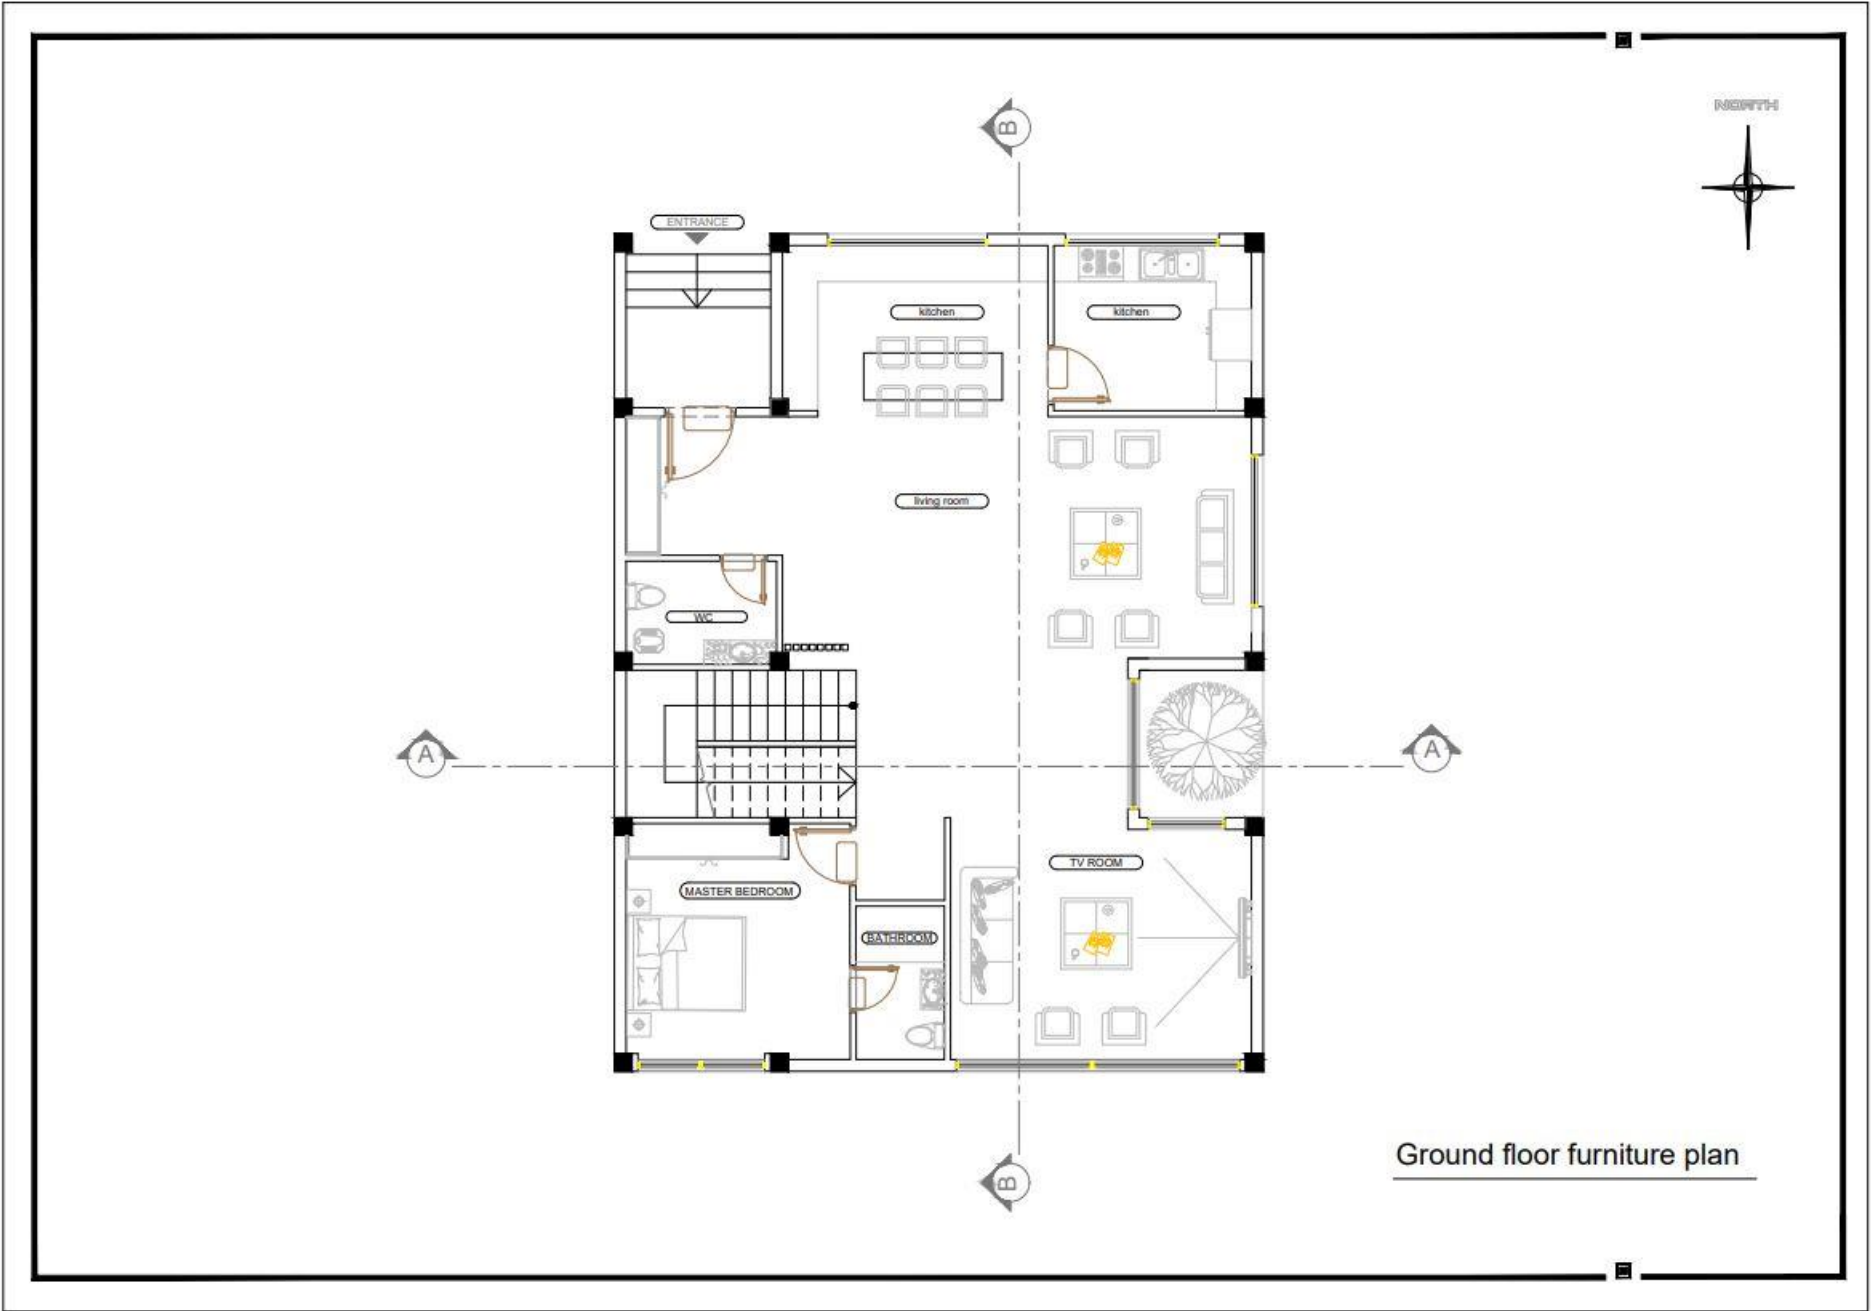 B
NORTH
ENTRANCE
kitchen
kitchen
living room
WC
A
A
TV ROOM
MASTER BEDROOM
BATHROOM
Ground floor furniture plan
B